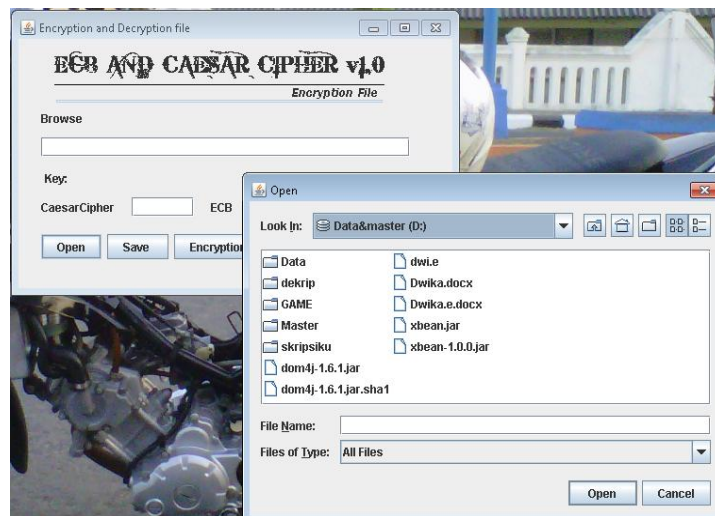 Encryption and Decryption file
ECB AND CAESAR CIPHER v1.0
Encryption File
Browse
Key:
CaesarCipher ECB
Open Save Encryption
Open
Look In: Data&master (D:)
Data
dekrip
GAME
Master
skripsiku
dom4j-1.6.1.jar
dom4j-1.6.1.jar.sha1
dwi.e
Dwika.docx
Dwika.e.docx
xbean.jar
xbean-1.0.0.jar
File Name:
Files of Type: All Files
Open Cancel